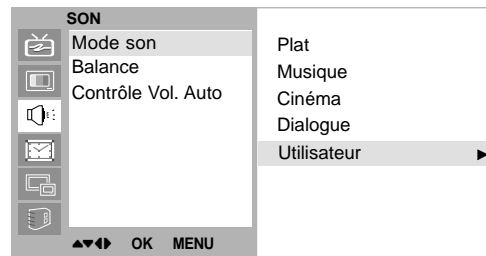 SON
Mode son
Balance
Contrôle Vol. Auto
Plat
Musique
Cinéma
Dialogue
Utilisateur
OK MENU